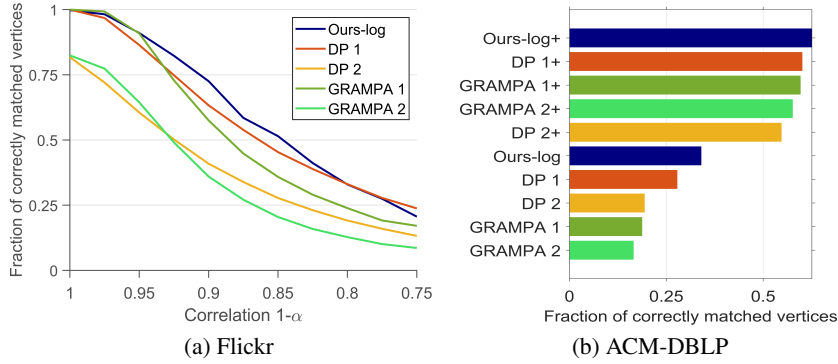 Fraction of correctly matched vertices
1
0.75
0.5
0.25
0
1
0.95
0.9
0.85
0.8
0.75
Correlation 1-α
Ours-log
DP 1
DP 2
GRAMPA 1
GRAMPA 2
(a) Flickr
Ours-log+
DP 1+
GRAMPA 1+
GRAMPA 2+
DP 2+
Ours-log
DP 1
DP 2
GRAMPA 1
GRAMPA 2
0
0.25
0.5
Fraction of correctly matched vertices
(b) ACM-DBLP